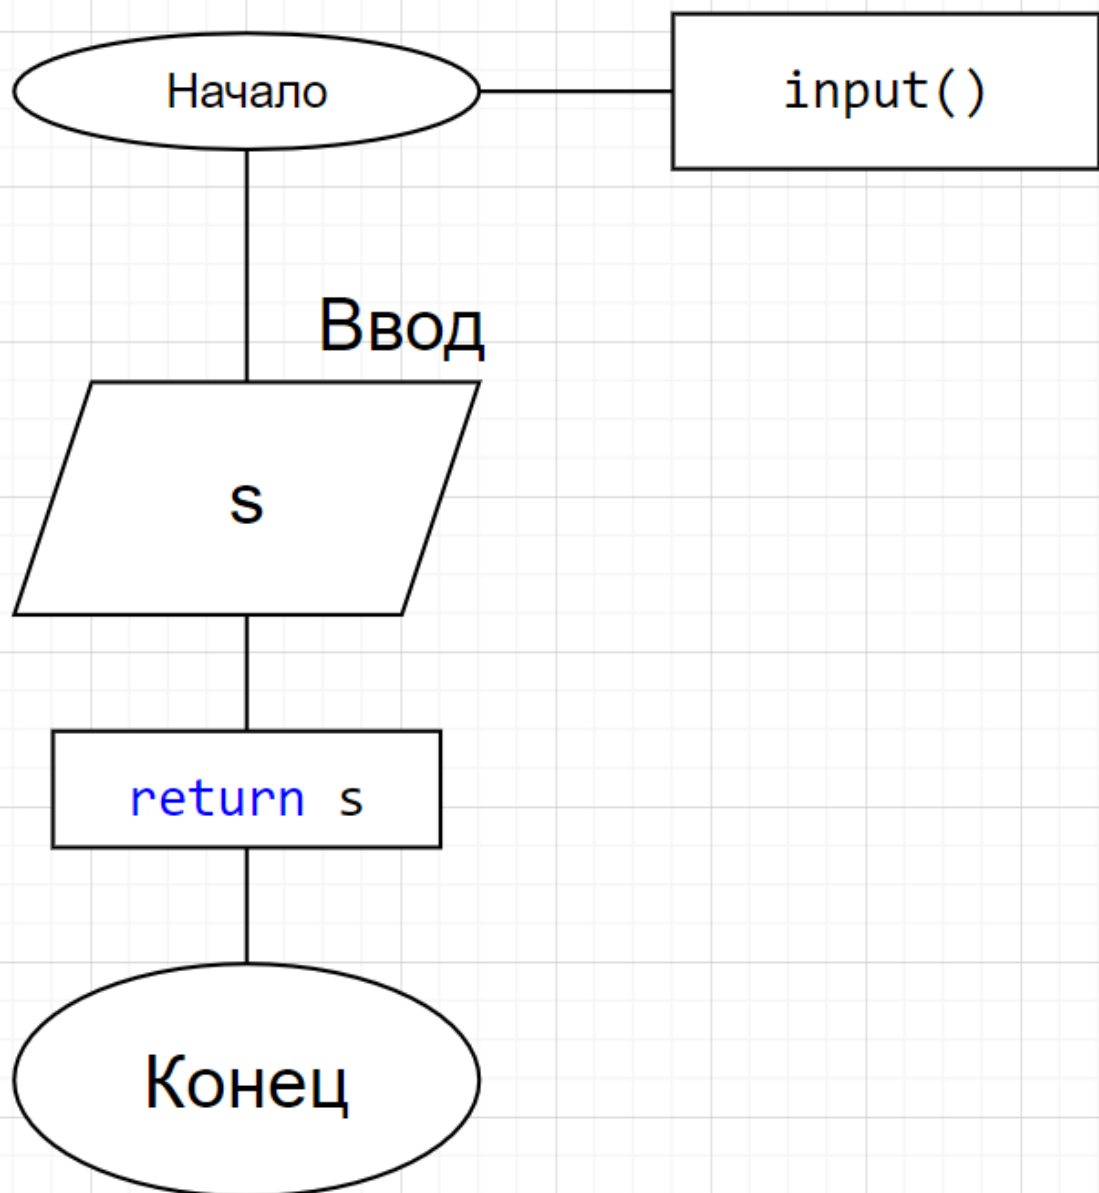 Начало
input()
Ввод
s
return s
Конец